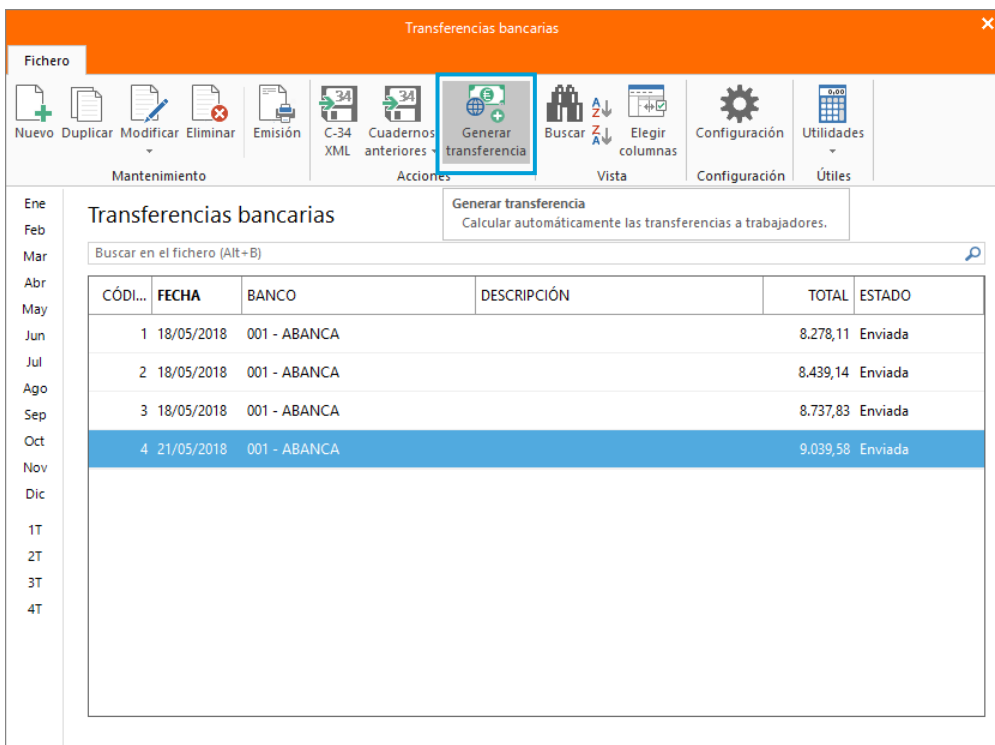 Transferencias bancarias
Fichero
Nuevo Duplicar Modificar Eliminar
Emisión
34
C-34 XML
34
Cuadernos anteriores
Generar transferencia
Buscar
A Z
Z A
Elegir columnas
Configuración
0,00
Utilidades
Mantenimiento
Acciones
Vista
Configuración
Útiles
Generar transferencia
Calcular automáticamente las transferencias a trabajadores.
Ene
Feb
Mar
Abr
May
Jun
Jul
Ago
Sep
Oct
Nov
Dic
1T
2T
3T
4T
Transferencias bancarias
Buscar en el fichero (Alt+B)
CÓDI... FECHA BANCO DESCRIPCIÓN TOTAL ESTADO
1 18/05/2018 001 - ABANCA 8.278,11 Enviada
2 18/05/2018 001 - ABANCA 8.439,14 Enviada
3 18/05/2018 001 - ABANCA 8.737,83 Enviada
4 21/05/2018 001 - ABANCA 9.039,58 Enviada